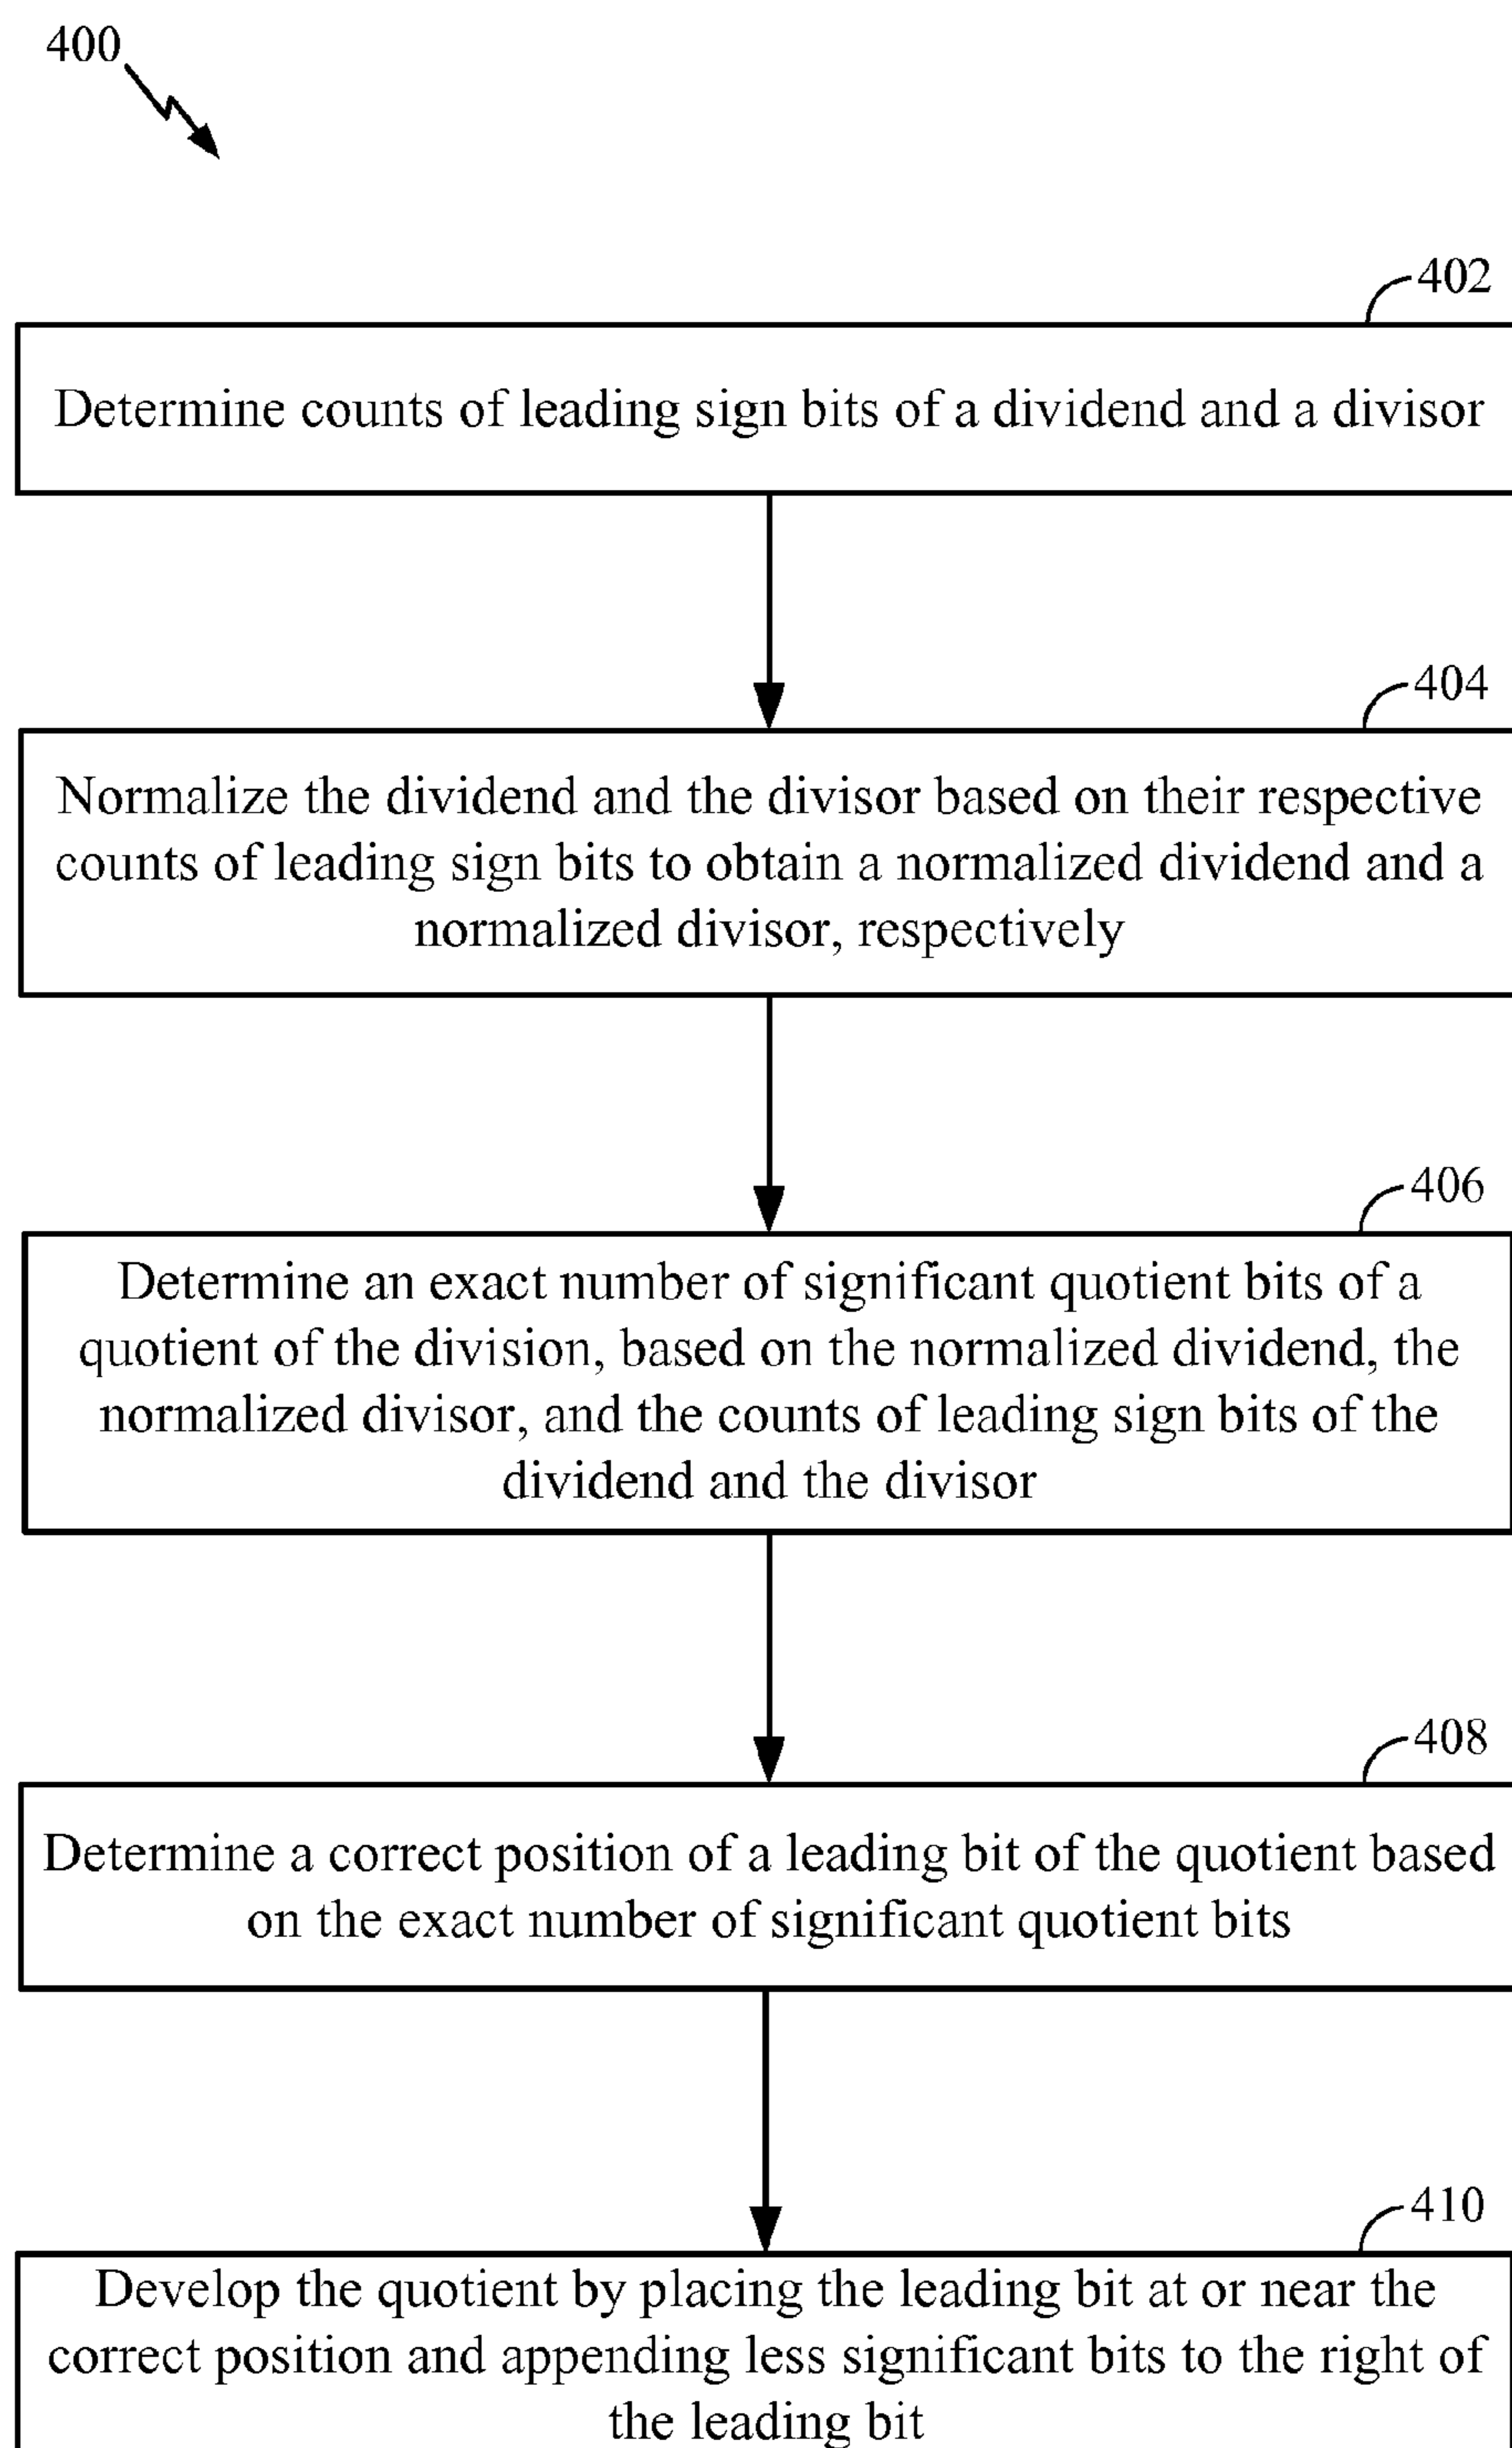 400
402
Determine counts of leading sign bits of a dividend and a divisor
404
Normalize the dividend and the divisor based on their respective
counts of leading sign bits to obtain a normalized dividend and a
normalized divisor, respectively
406
Determine an exact number of significant quotient bits of a
quotient of the division, based on the normalized dividend, the
normalized divisor, and the counts of leading sign bits of the
dividend and the divisor
408
Determine a correct position of a leading bit of the quotient based
on the exact number of significant quotient bits
410
Develop the quotient by placing the leading bit at or near the
correct position and appending less significant bits to the right of
the leading bit